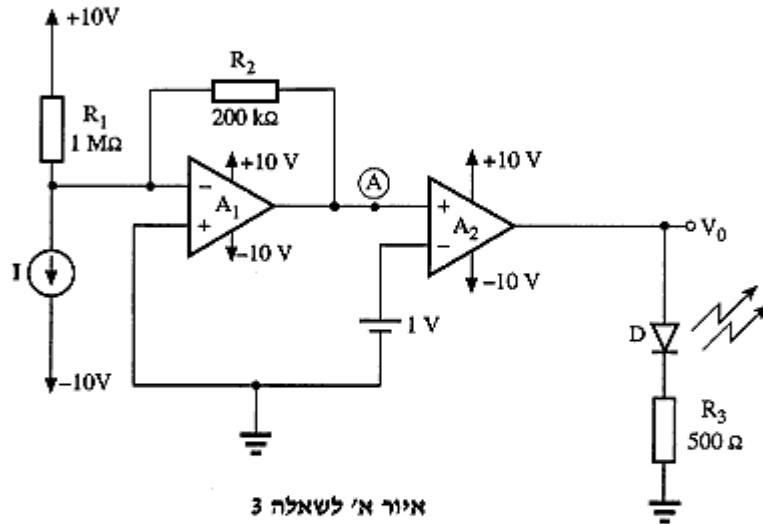 +10V
R₁
1 MΩ
R₂
200 kΩ
+10 V
A₁
−
+
−10 V
A
+10 V
+
−
A₂
−10 V
V₀
I
−10V
1 V
D
R₃
500 Ω
איור א' לשאלה 3